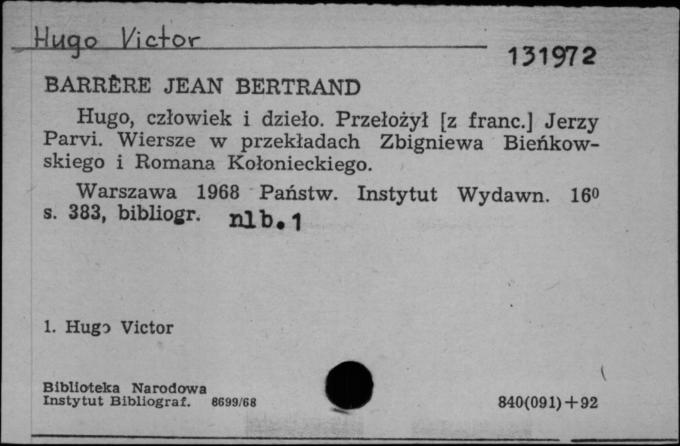 Hugo Victor
131972
BARRÈRE JEAN BERTRAND
Hugo, człowiek i dzieło. Przełożył [z franc.] Jerzy
Parvi. Wiersze w przekładach Zbigniewa Bieńkow-
skiego i Romana Kołonieckiego.
Warszawa 1968 Państw. Instytut Wydawn. 16⁰
s. 383, bibliogr. nlb. 1
1. Hugo Victor
Biblioteka Narodowa
Instytut Bibliograf. 8699/68
840(091)+92